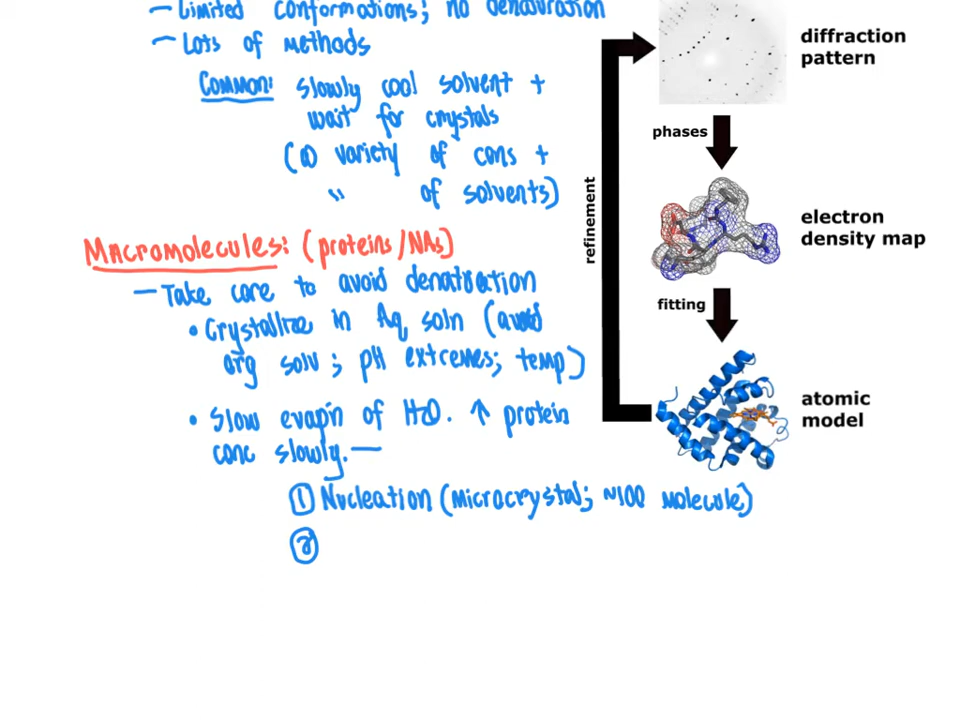 – Limited conformations; no denaturation
– Lots of methods
Common: slowly cool solvent +
wait for crystals
(@ variety of cons +
" of solvents)
Macromolecules: (proteins/NAs)
– Take care to avoid denaturation
• Crystallize in Aq soln (avoid
org solv; pH extremes; temp)
• Slow evap'n of H2O. ↑ protein
conc slowly. —
① Nucleation (microcrystal; ~100 molecule)
②
diffraction
pattern
phases
refinement
electron
density map
fitting
atomic
model